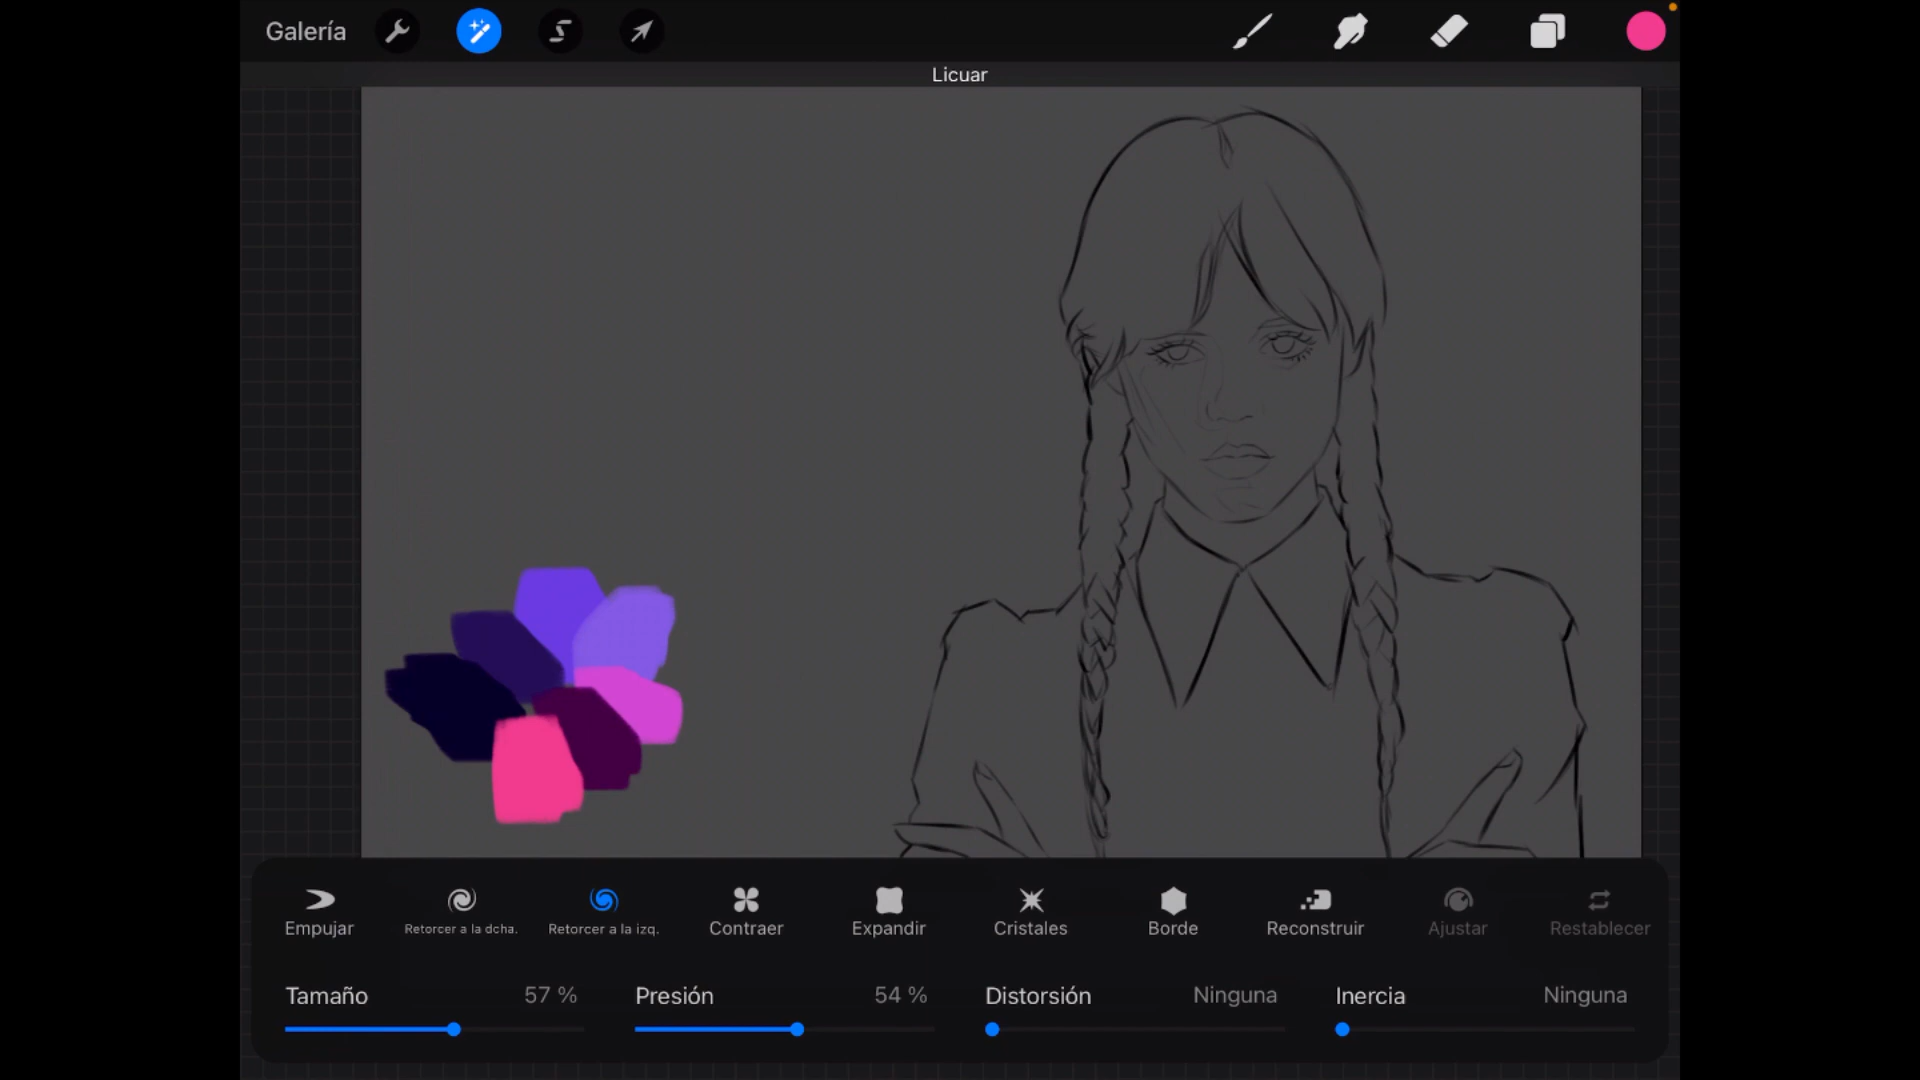 Galería
Licuar
Empujar
Retorcer a la dcha.
Retorcer a la izq.
Contraer
Expandir
Cristales
Borde
Reconstruir
Ajustar
Restablecer
Tamaño 57 %
Presión 54 %
Distorsión Ninguna
Inercia Ninguna